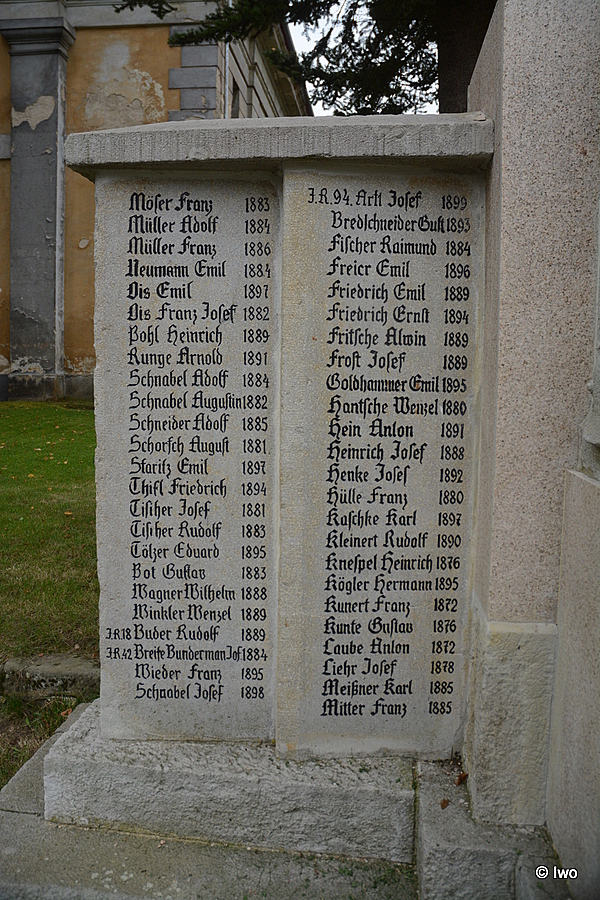 Möser Franz 1883
Müller Adolf 1884
Müller Franz 1886
Neumann Emil 1884
Ois Emil 1897
Ois Franz Josef 1882
Pohl Heinrich 1889
Runge Arnold 1891
Schnabel Adolf 1884
Schnabel Augustin 1882
Schneider Adolf 1885
Schorsch August 1881
Staritz Emil 1897
Thißl Friedrich 1894
Tischer Josef 1881
Tischer Rudolf 1883
Tölzer Eduard 1895
Vot Gustav 1883
Wagner Wilhelm 1888
Winkler Wenzel 1889
J.R.18 Buder Rudolf 1889
J.R.42 Breite Bunderman Jof 1884
Wieder Franz 1895
Schnabel Josef 1898
J.R.94. Artl Josef 1899
Bredschneider Gust 1893
Fischer Raimund 1884
Freier Emil 1896
Friedrich Emil 1889
Friedrich Ernst 1894
Fritsche Alwin 1889
Frost Josef 1889
Goldhammer Emil 1895
Hantsche Wenzel 1880
Hein Anton 1891
Heinrich Josef 1888
Henke Josef 1892
Hülle Franz 1880
Kaschke Karl 1897
Kleinert Rudolf 1890
Knespel Heinrich 1876
Kögler Hermann 1895
Kunert Franz 1872
Kunte Gustav 1876
Laube Anton 1872
Liehr Josef 1878
Meißner Karl 1885
Mitter Franz 1885
© Iwo